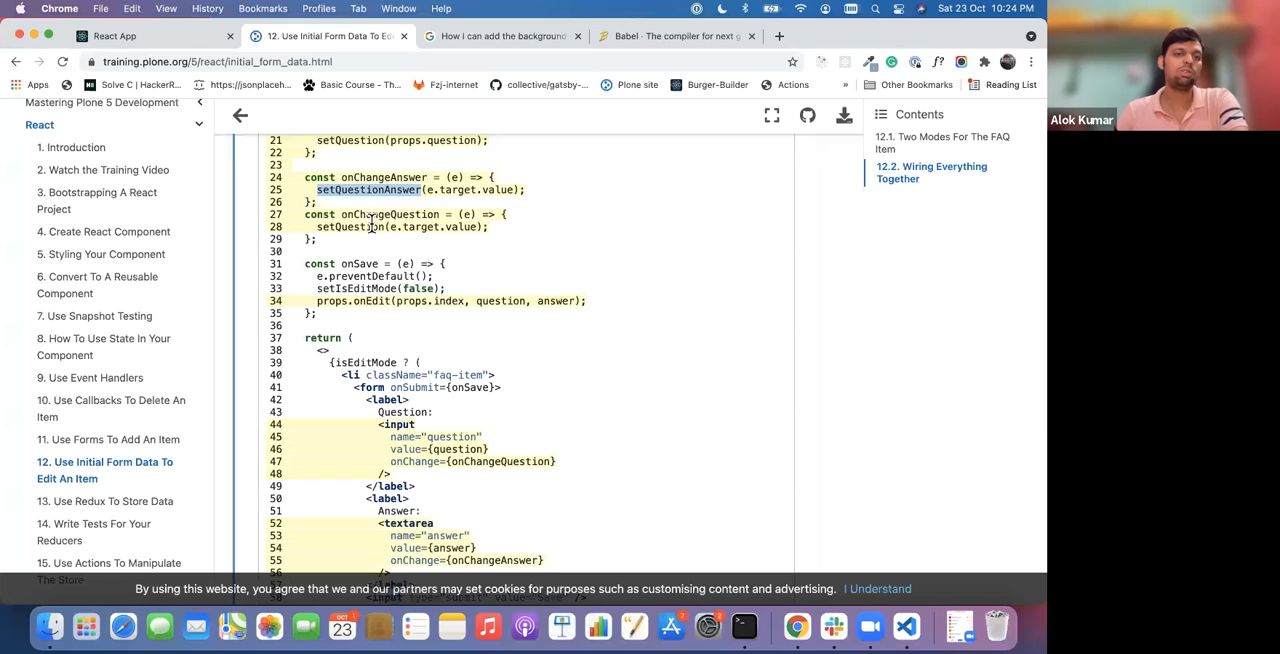 Chrome File Edit View History Bookmarks Profiles Tab Window Help Sat 23 Oct 10:24 PM
React App
12. Use Initial Form Data To Edi
How i can add the background
Babel · The compiler for next g
training.plone.org/5/react/initial_form_data.html
Apps
Solve C | HackerR...
https://jsonplaceh...
Basic Course - Th...
Fzj-internet
collective/gatsby-...
Plone site
Burger-Builder
Actions
»
Other Bookmarks
Reading List
Mastering Plone 5 Development
React
1. Introduction
2. Watch the Training Video
3. Bootstrapping A React
Project
4. Create React Component
5. Styling Your Component
6. Convert To A Reusable
Component
7. Use Snapshot Testing
8. How To Use State In Your
Component
9. Use Event Handlers
10. Use Callbacks To Delete An
Item
11. Use Forms To Add An Item
12. Use Initial Form Data To
Edit An Item
13. Use Redux To Store Data
14. Write Tests For Your
Reducers
15. Use Actions To Manipulate
The Store
21 setQuestion(props.question);
22 };
23
24 const onChangeAnswer = (e) => {
25 setQuestionAnswer(e.target.value);
26 };
27 const onChangeQuestion = (e) => {
28 setQuestion(e.target.value);
29 };
30
31 const onSave = (e) => {
32 e.preventDefault();
33 setIsEditMode(false);
34 props.onEdit(props.index, question, answer);
35 };
36
37 return (
38 <>
39 {isEditMode ? (
40 <li className="faq-item">
41 <form onSubmit={onSave}>
42 <label>
43 Question:
44 <input
45 name="question"
46 value={question}
47 onChange={onChangeQuestion}
48 />
49 </label>
50 <label>
51 Answer:
52 <textarea
53 name="answer"
54 value={answer}
55 onChange={onChangeAnswer}
56 />
57 </label>
58 <input type="submit" value="Save" />
Contents
12.1. Two Modes For The FAQ
Item
12.2. Wiring Everything
Together
By using this website, you agree that we and our partners may set cookies for purposes such as customising content and advertising. I Understand
Alok Kumar
OCT
23
7
2